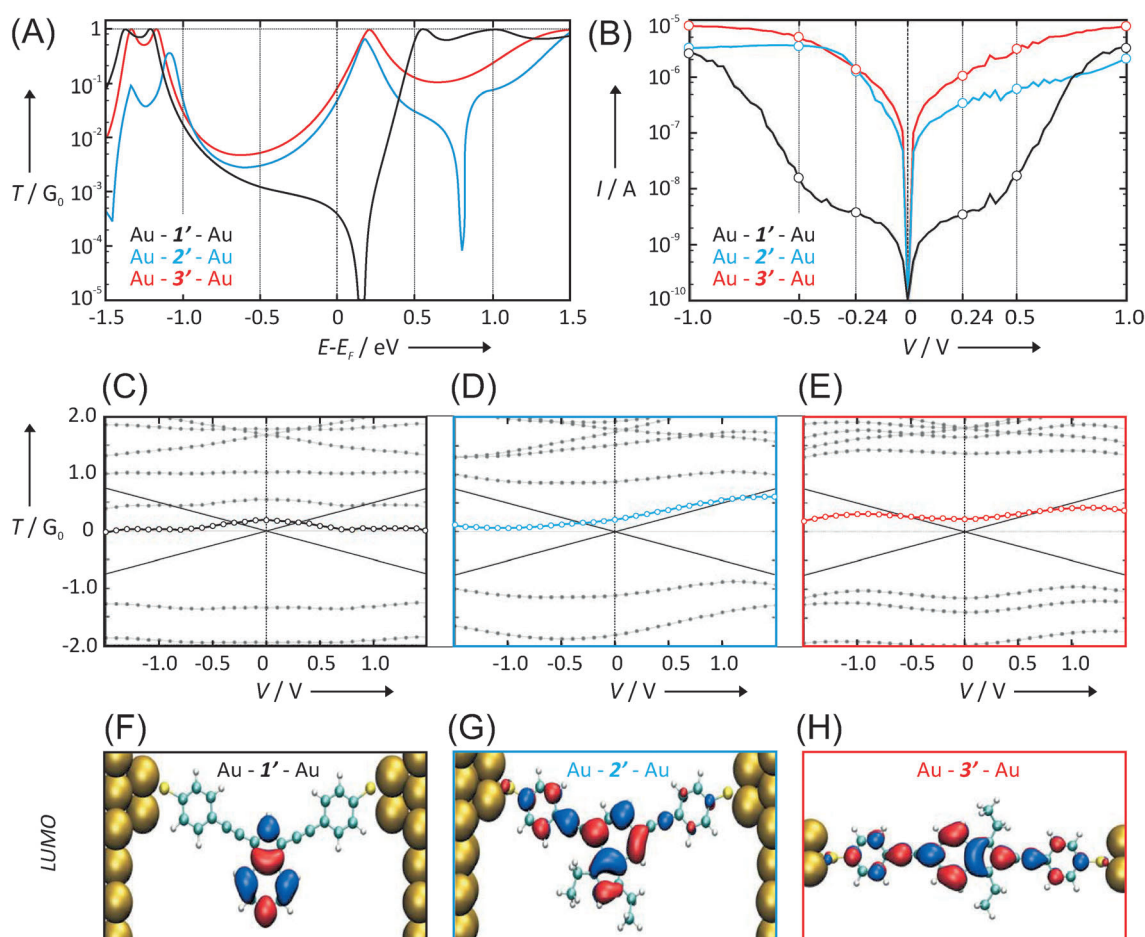 (A)
(B)
1
10⁻¹
10⁻²
10⁻³
10⁻⁴
10⁻⁵
T / G₀
Au - 1’ - Au
Au - 2’ - Au
Au - 3’ - Au
-1.5
-1.0
-0.5
0
0.5
1.0
1.5
E-E_F / eV
10⁻⁵
10⁻⁶
10⁻⁷
10⁻⁸
10⁻⁹
10⁻¹⁰
I / A
Au - 1’ - Au
Au - 2’ - Au
Au - 3’ - Au
-1.0
-0.5
-0.24
0
0.24
0.5
1.0
V / V
(C)
(D)
(E)
2.0
1.0
0
-1.0
-2.0
T / G₀
-1.0 -0.5 0 0.5 1.0
-1.0 -0.5 0 0.5 1.0
-1.0 -0.5 0 0.5 1.0
V / V
V / V
V / V
(F)
(G)
(H)
Au - 1’ - Au
Au - 2’ - Au
Au - 3’ - Au
LUMO